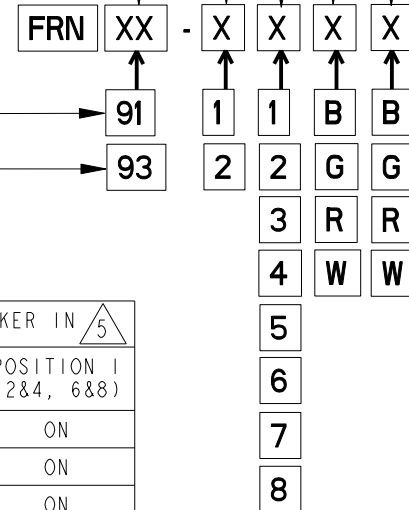 FRN XX - X X X X
91 1 1 B B
93 2 2 G G
3 R R
4 W W
5
6
7
8
IN 5
POSITION 1
2&4, 6&8)
ON
ON
ON